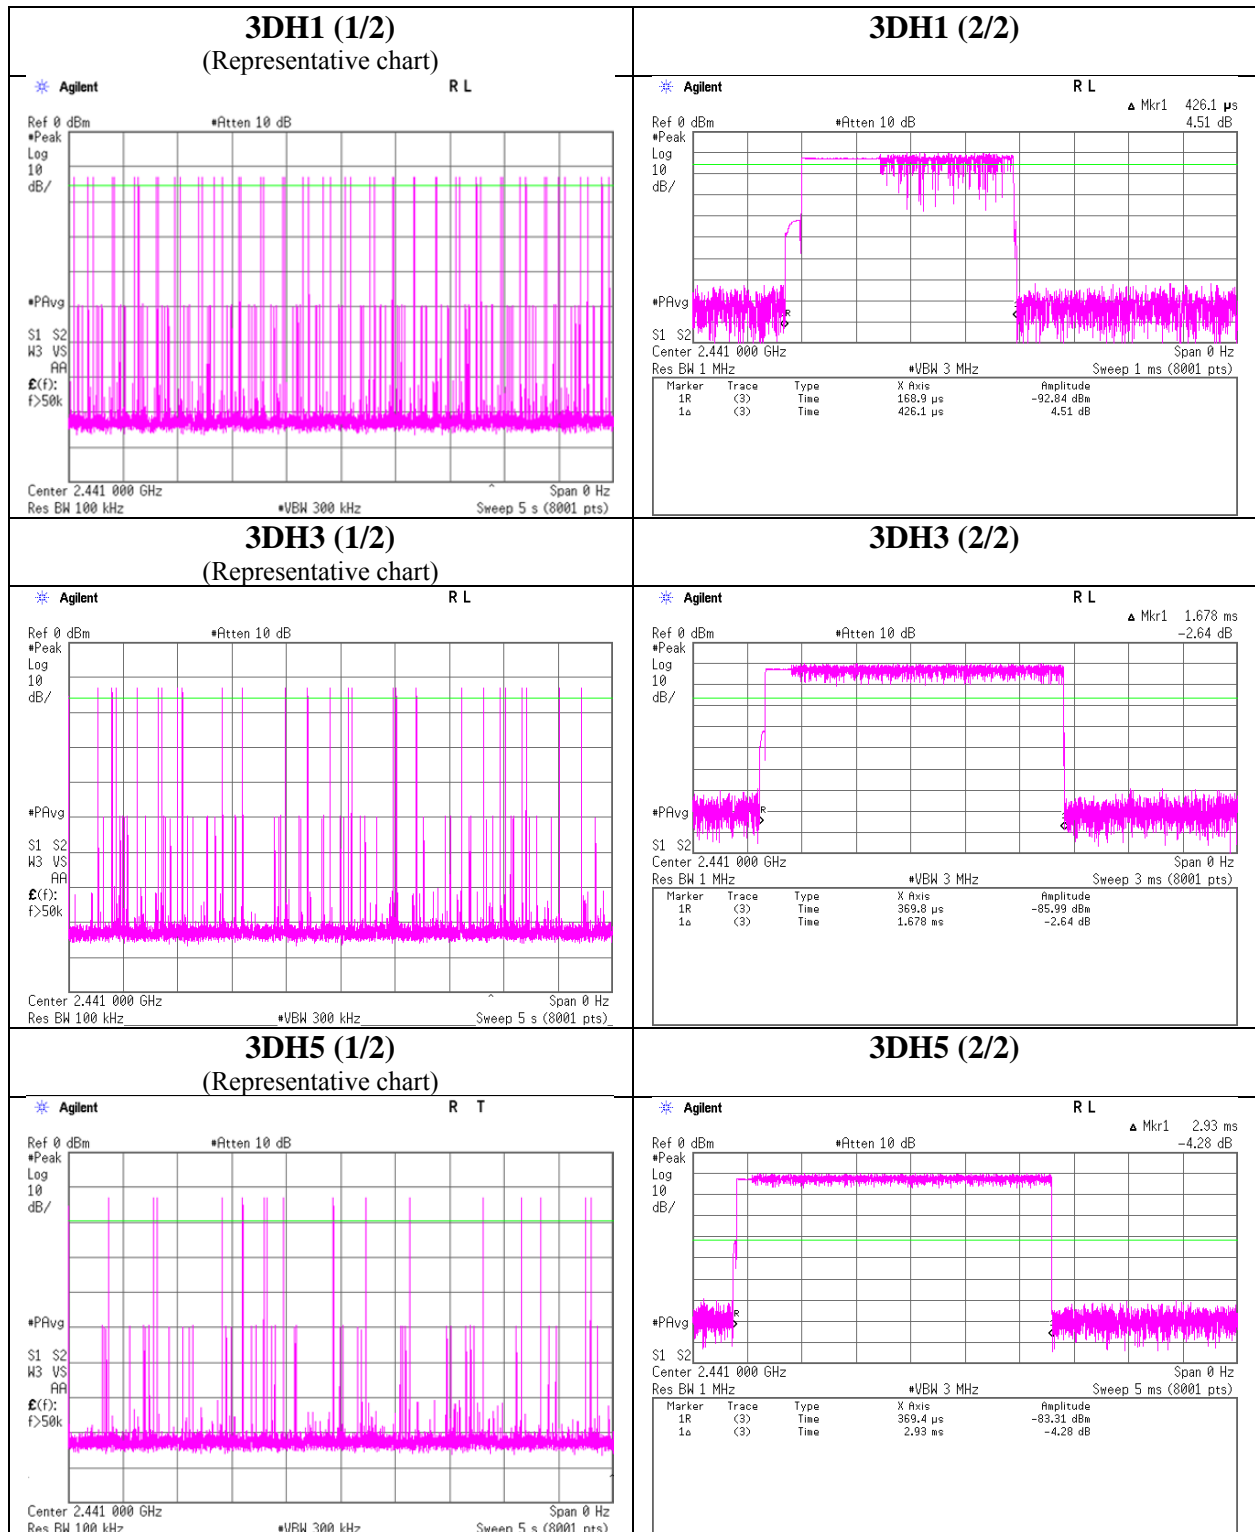 3DH1 (1/2)
(Representative chart)
Agilent
R L
Ref 0 dBm
#Atten 10 dB
#Peak
Log
10
dB/
#PAvg
S1 S2
W3 VS
AA
£(f):
f>50k
Center 2.441 000 GHz
Span 0 Hz
Res BW 100 kHz
#VBW 300 kHz
Sweep 5 s (8001 pts)
3DH1 (2/2)
Agilent
R L
Δ Mkr1 426.1 µs
Ref 0 dBm
#Atten 10 dB
4.51 dB
#Peak
Log
10
dB/
R
#PAvg
S1 S2
Center 2.441 000 GHz
Span 0 Hz
Res BW 1 MHz
#VBW 3 MHz
Sweep 1 ms (8001 pts)
Marker Trace Type X Axis Amplitude
1R (3) Time 168.9 µs -92.84 dBm
1Δ (3) Time 426.1 µs 4.51 dB
3DH3 (1/2)
(Representative chart)
Agilent
R L
Ref 0 dBm
#Atten 10 dB
#Peak
Log
10
dB/
#PAvg
S1 S2
W3 VS
AA
£(f):
f>50k
Center 2.441 000 GHz
Span 0 Hz
Res BW 100 kHz
#VBW 300 kHz
Sweep 5 s (8001 pts)
3DH3 (2/2)
Agilent
R L
Δ Mkr1 1.678 ms
Ref 0 dBm
#Atten 10 dB
-2.64 dB
#Peak
Log
10
dB/
R
#PAvg
S1 S2
Center 2.441 000 GHz
Span 0 Hz
Res BW 1 MHz
#VBW 3 MHz
Sweep 3 ms (8001 pts)
Marker Trace Type X Axis Amplitude
1R (3) Time 369.8 µs -85.99 dBm
1Δ (3) Time 1.678 ms -2.64 dB
3DH5 (1/2)
(Representative chart)
Agilent
R T
Ref 0 dBm
#Atten 10 dB
#Peak
Log
10
dB/
#PAvg
S1 S2
W3 VS
AA
£(f):
f>50k
Center 2.441 000 GHz
Span 0 Hz
Res BW 100 kHz
#VBW 300 kHz
Sweep 5 s (8001 pts)
3DH5 (2/2)
Agilent
R L
Δ Mkr1 2.93 ms
Ref 0 dBm
#Atten 10 dB
-4.28 dB
#Peak
Log
10
dB/
R
#PAvg
S1 S2
Center 2.441 000 GHz
Span 0 Hz
Res BW 1 MHz
#VBW 3 MHz
Sweep 5 ms (8001 pts)
Marker Trace Type X Axis Amplitude
1R (3) Time 369.4 µs -83.31 dBm
1Δ (3) Time 2.93 ms -4.28 dB